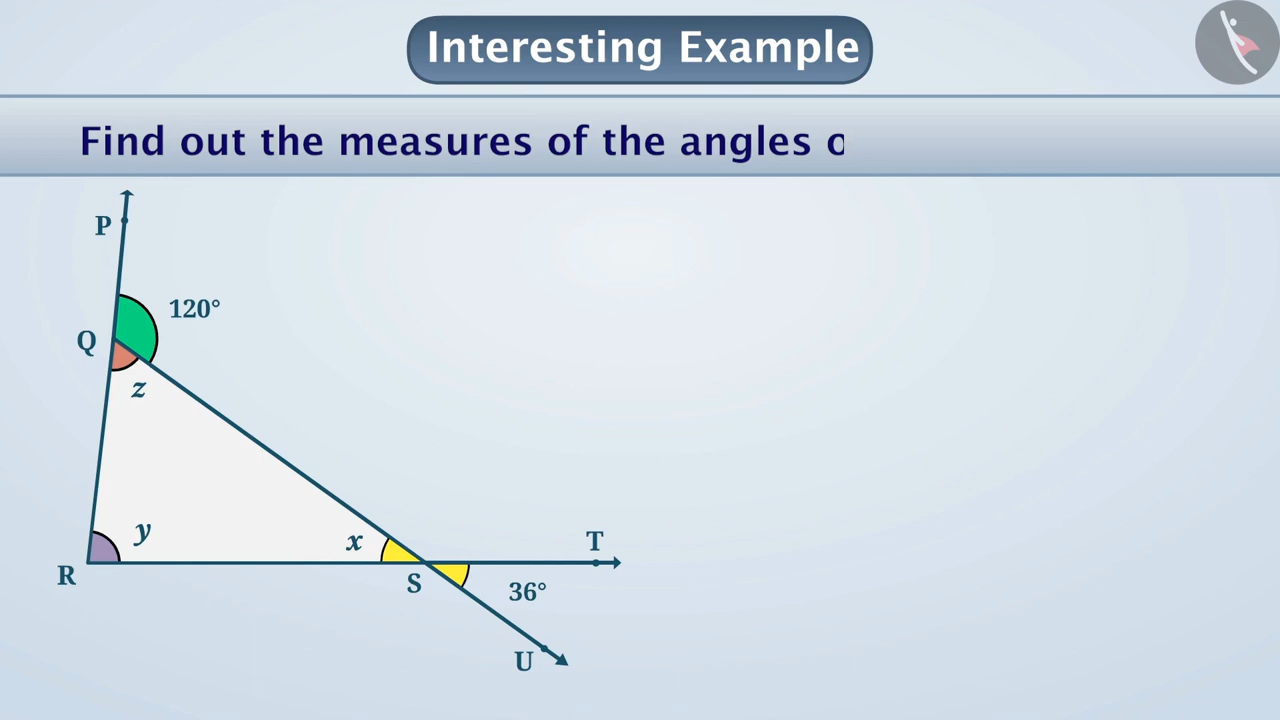 Interesting Example
Find out the measures of the angles
P
120°
Q
z
y
x
T
R
S
36°
U